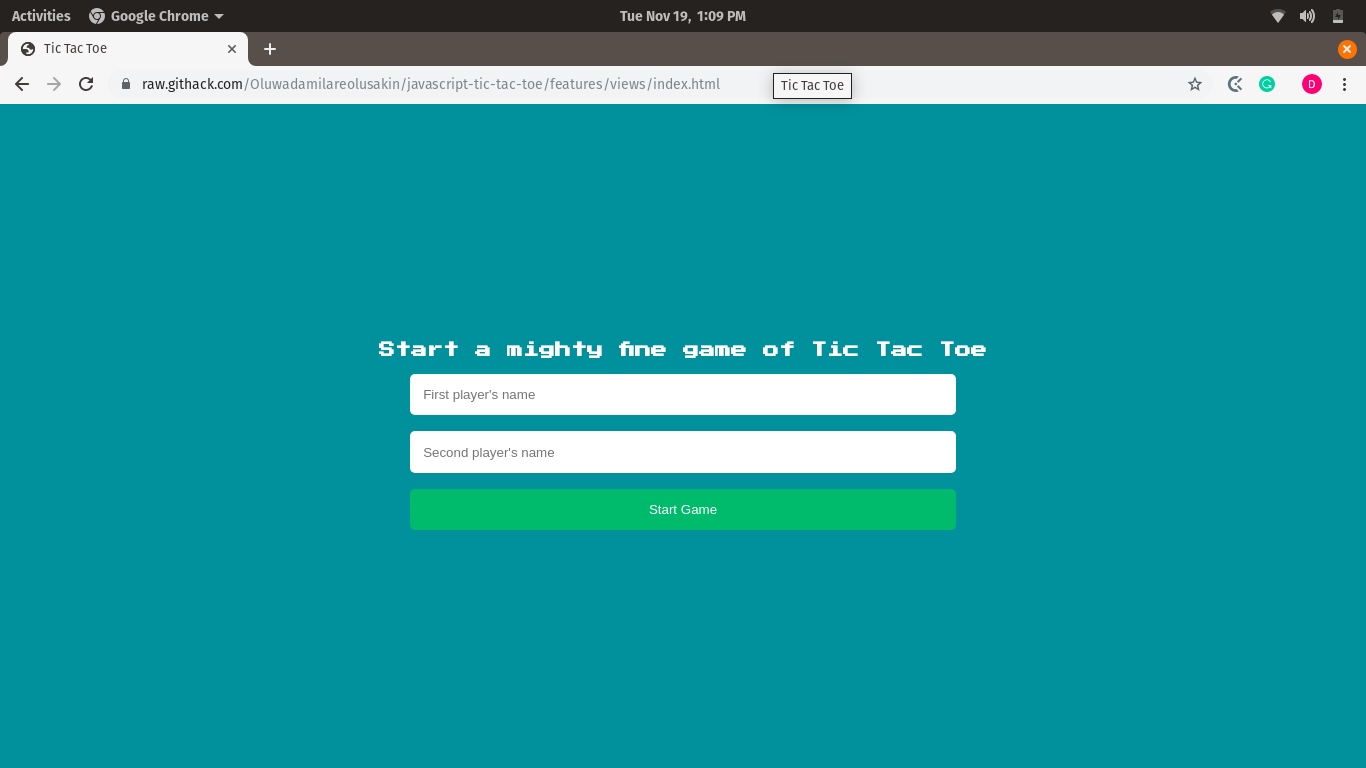 Activities Google Chrome Tue Nov 19, 1:09 PM
Tic Tac Toe
raw.githack.com/Oluwadamilareolusakin/javascript-tic-tac-toe/features/views/index.html Tic Tac Toe D
Start a mighty fine game of Tic Tac Toe
First player's name
Second player's name
Start Game